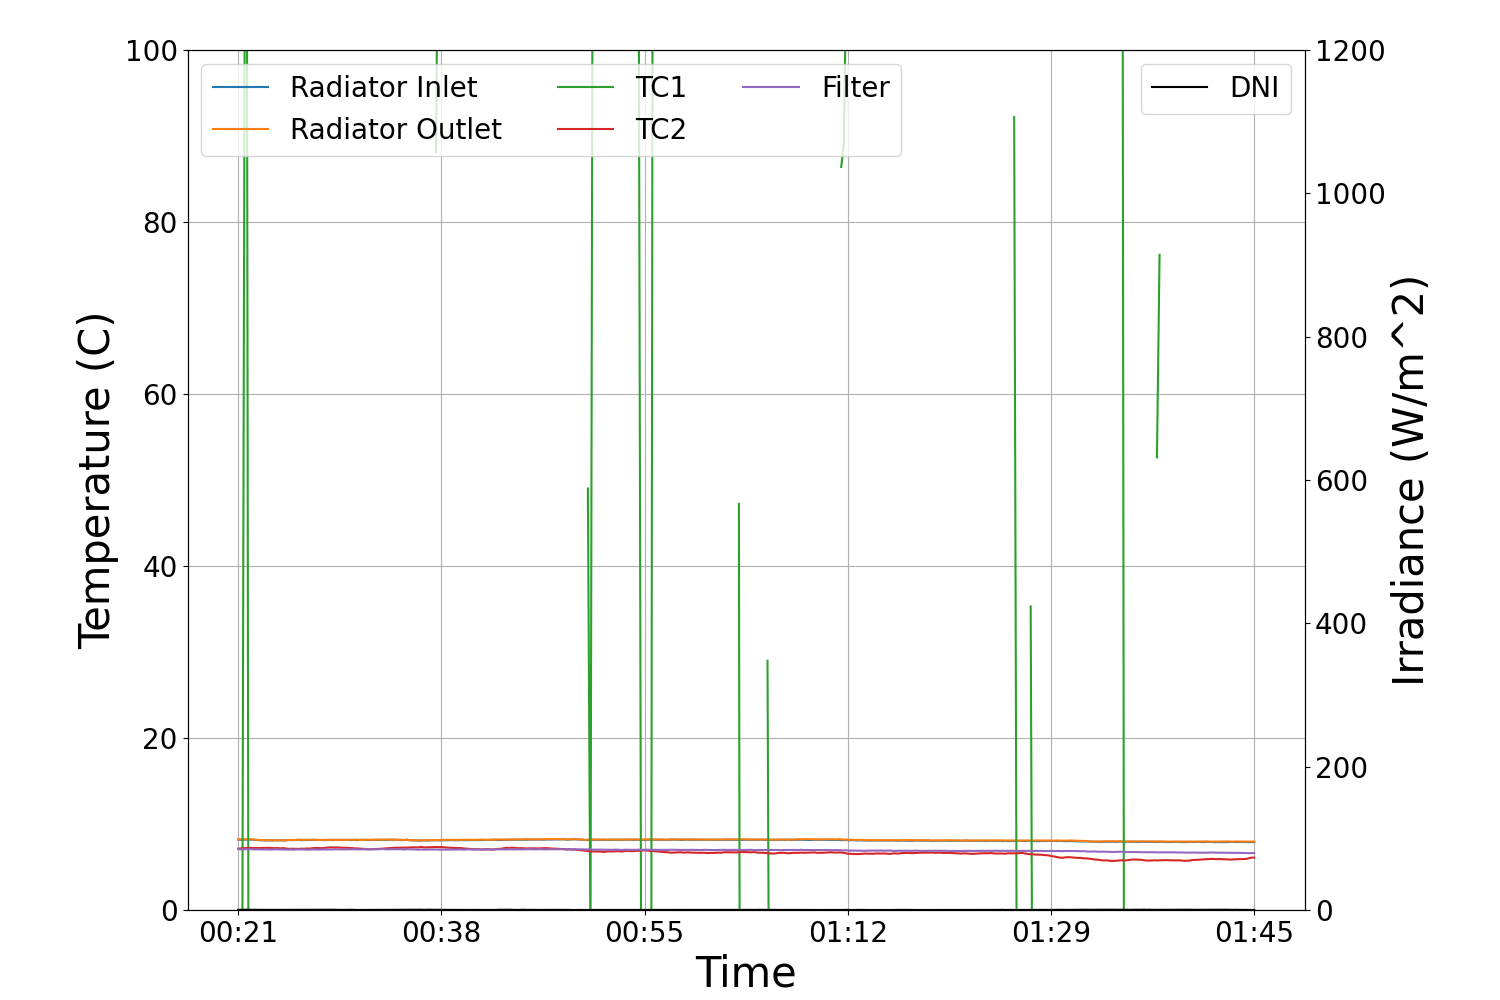 100
80
60
40
20
0
Temperature (C)
Radiator Inlet
Radiator Outlet
TC1
TC2
Filter
DNI
1200
1000
800
600
400
200
0
Irradiance (W/m^2)
00:21 00:38 00:55 01:12 01:29 01:45
Time